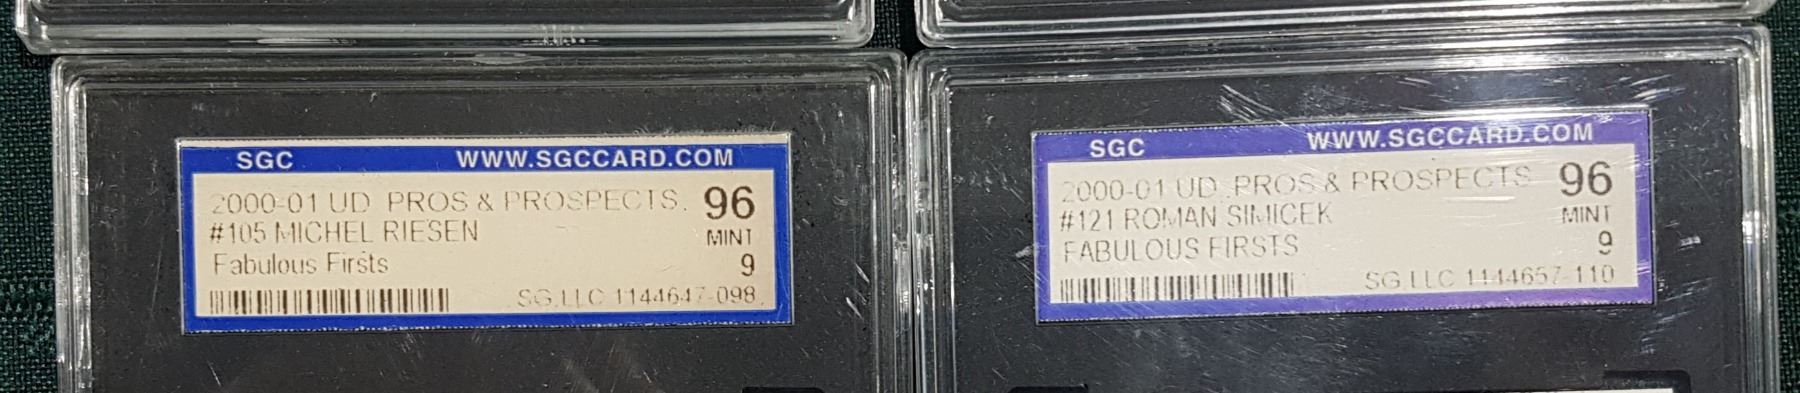 SGC WWW.SGCCARD.COM
2000-01 UD PROS & PROSPECTS. 96
#105 MICHEL RIESEN MINT
Fabulous Firsts 9
SG.LLC 1144647-098
SGC WWW.SGCCARD.COM
2000-01 UD PROS & PROSPECTS 96
#121 ROMAN SIMICEK MINT
FABULOUS FIRSTS 9
SG.LLC 1144657-110